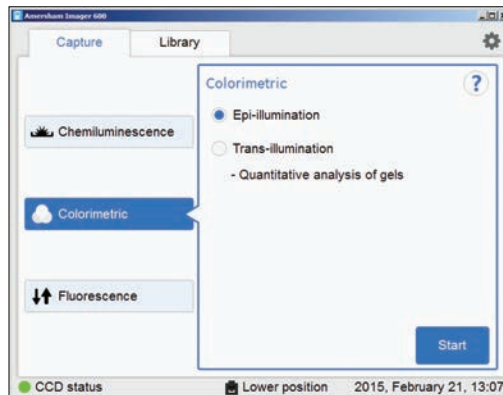 Amersham Imager 600
Capture
Library
Colorimetric
?
Epi-illumination
Chemiluminescence
Trans-illumination
- Quantitative analysis of gels
Colorimetric
Fluorescence
Start
CCD status
Lower position
2015, February 21, 13:07